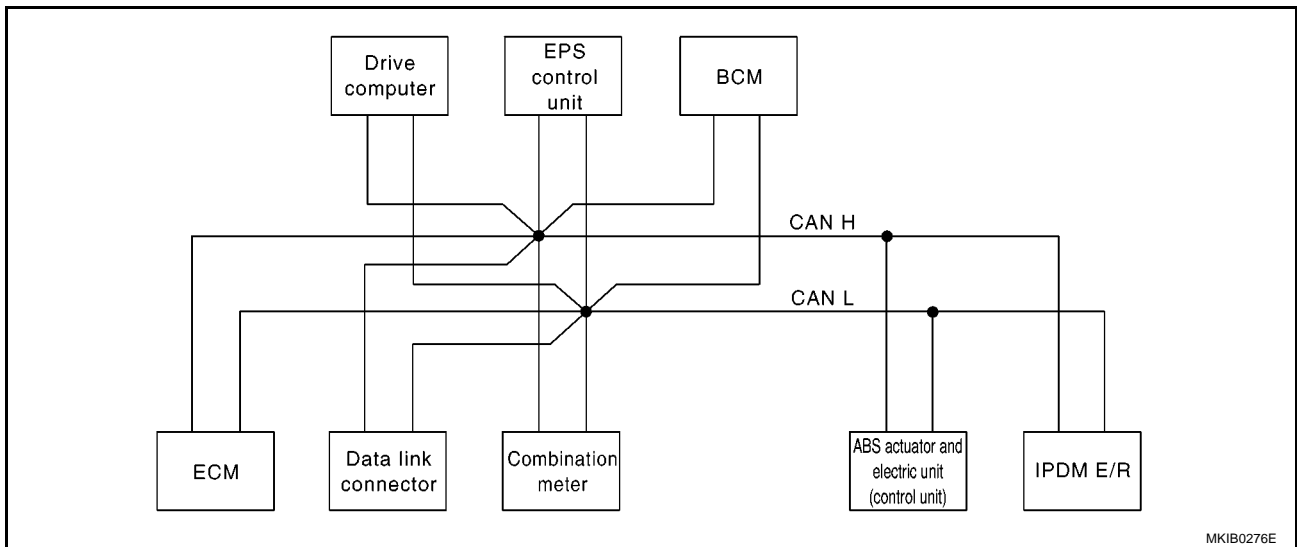 Drive
computer
EPS
control
unit
BCM
CAN H
CAN L
ECM
Data link
connector
Combination
meter
ABS actuator and
electric unit
(control unit)
IPDM E/R
MKIB0276E